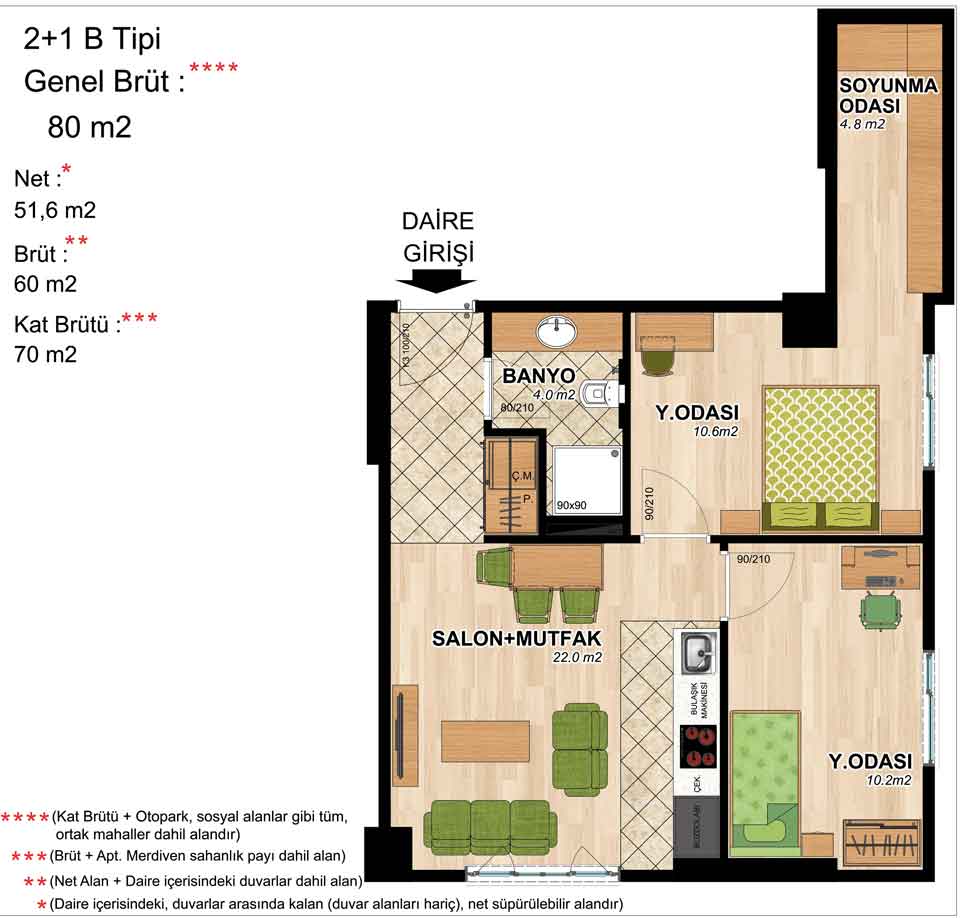 2+1 B Tipi
Genel Brüt : ****
80 m2
Net : *
51,6 m2
Brüt : **
60 m2
Kat Brütü : ***
70 m2
DAİRE
GİRİŞİ
SOYUNMA
ODASI
4.8 m2
K3 100/210
BANYO
4.0 m2
80/210
Ç.M.
P.
90x90
Y.ODASI
10.6m2
90/210
90/210
SALON+MUTFAK
22.0 m2
BULAŞIK
MAKİNESİ
ÇEK.
BUZDOLABI
Y.ODASI
10.2m2
****(Kat Brütü + Otopark, sosyal alanlar gibi tüm,
ortak mahaller dahil alandır)
***(Brüt + Apt. Merdiven sahanlık payı dahil alan)
**(Net Alan + Daire içerisindeki duvarlar dahil alan)
*(Daire içerisindeki, duvarlar arasında kalan (duvar alanları hariç), net süpürülebilir alandır)